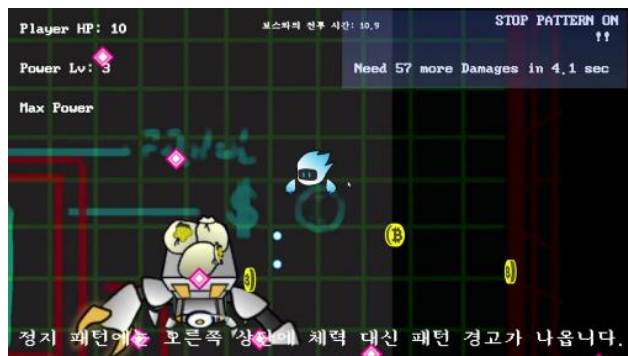 Player HP: 10
보스와의 전투 시간: 10.9
STOP PATTERN ON
!!
Power Lv: 3
Need 57 more Damages in 4.1 sec
Max Power
$
정지 패턴에는 오른쪽 상단에 체력 대신 패턴 경고가 나옵니다.